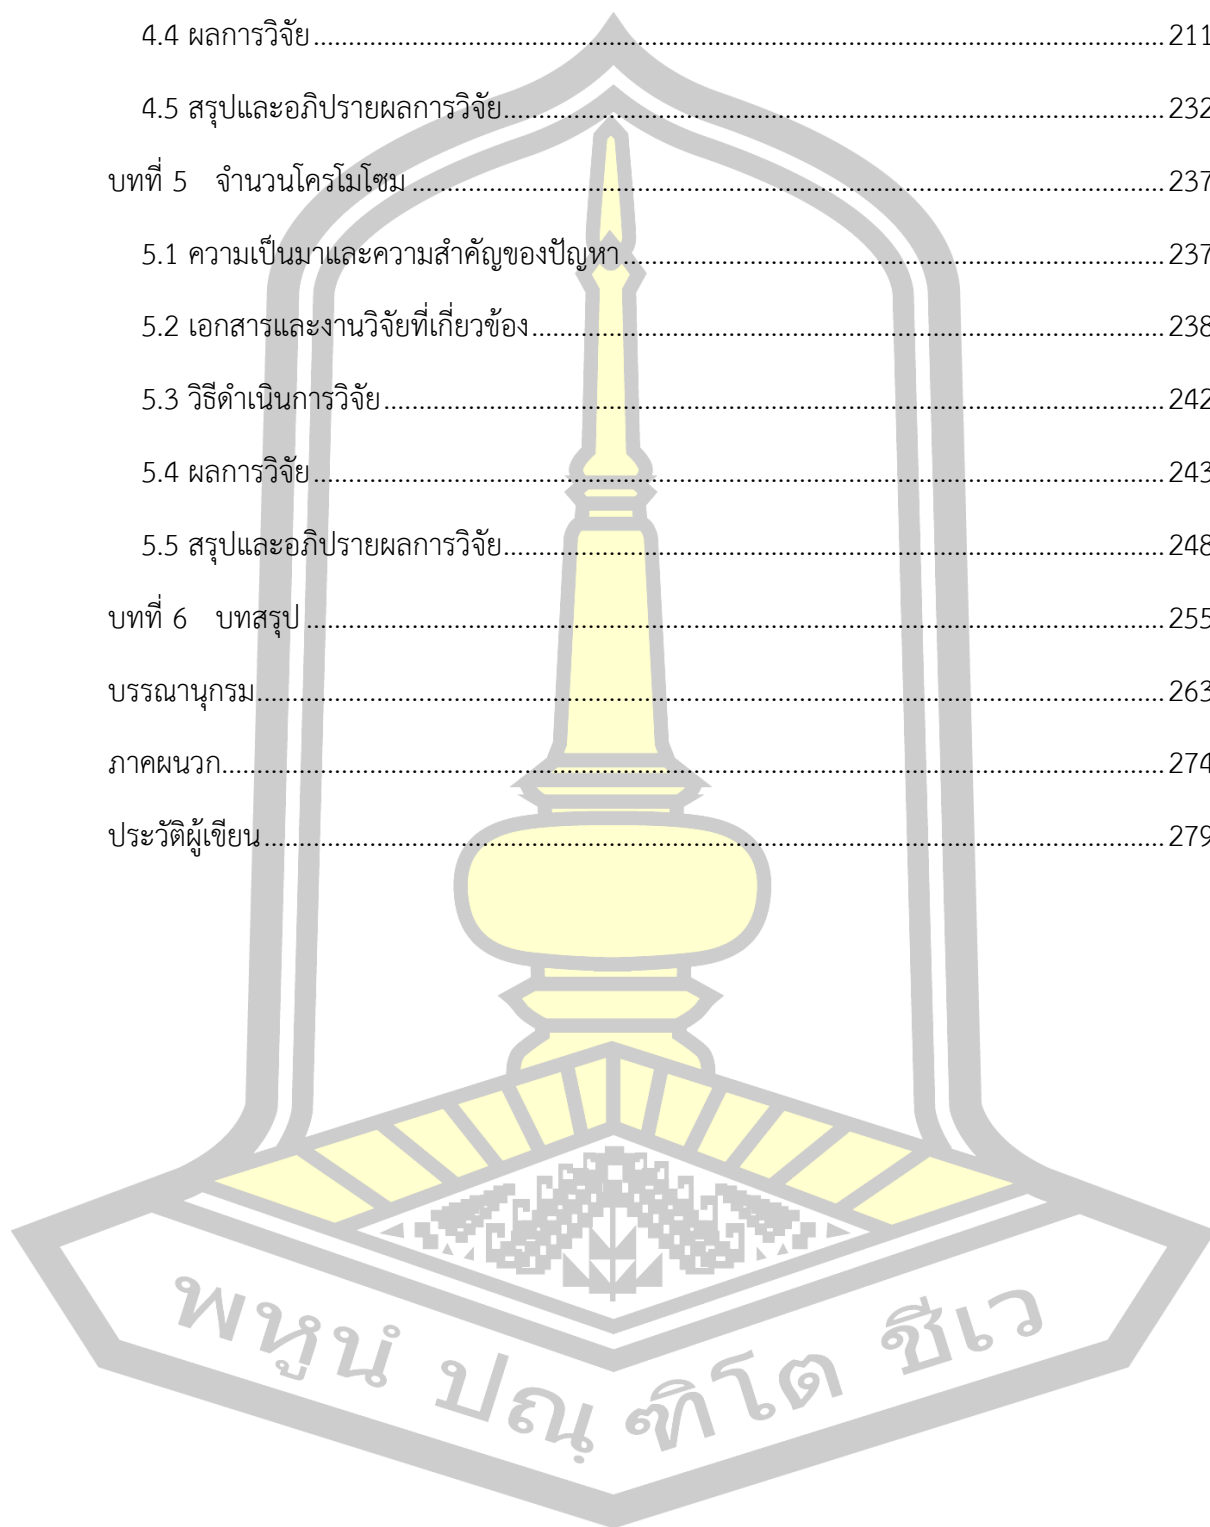 4.4 ผลการวิจัย ........ 211
4.5 สรุปและอภิปรายผลการวิจัย ........ 232
บทที่ 5 จำนวนโครโมโซม ........ 237
5.1 ความเป็นมาและความสำคัญของปัญหา ........ 237
5.2 เอกสารและงานวิจัยที่เกี่ยวข้อง ........ 238
5.3 วิธีดำเนินการวิจัย ........ 242
5.4 ผลการวิจัย ........ 243
5.5 สรุปและอภิปรายผลการวิจัย ........ 248
บทที่ 6 บทสรุป ........ 255
บรรณานุกรม ........ 263
ภาคผนวก ........ 274
ประวัติผู้เขียน ........ 279
พหูนํ ปณฺฑิโต ชีเว